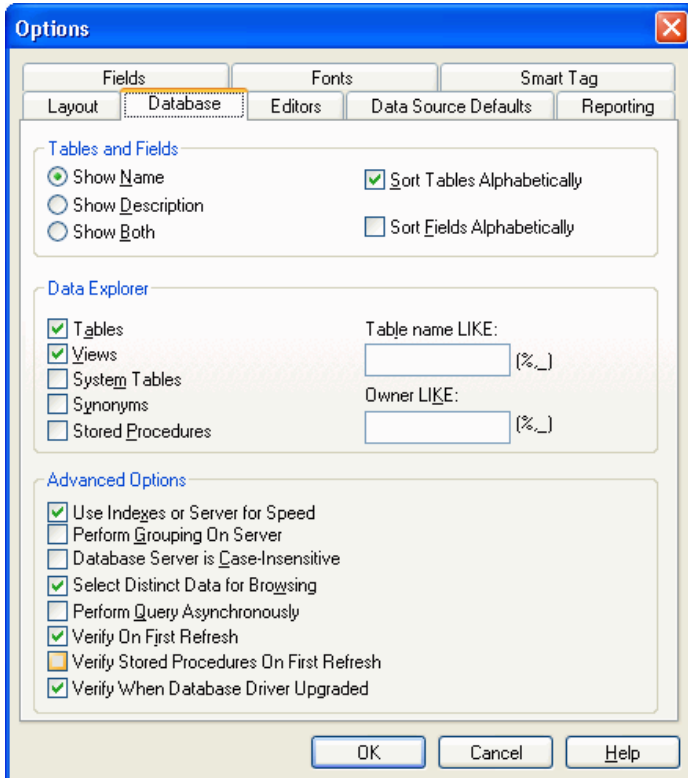 Options
Fields Fonts Smart Tag
Layout Database Editors Data Source Defaults Reporting
Tables and Fields
Show Name
Sort Tables Alphabetically
Show Description
Show Both
Sort Fields Alphabetically
Data Explorer
Tables
Table name LIKE:
Views
(%,_)
System Tables
Synonyms
Owner LIKE:
Stored Procedures
(%,_)
Advanced Options
Use Indexes or Server for Speed
Perform Grouping On Server
Database Server is Case-Insensitive
Select Distinct Data for Browsing
Perform Query Asynchronously
Verify On First Refresh
Verify Stored Procedures On First Refresh
Verify When Database Driver Upgraded
OK Cancel Help